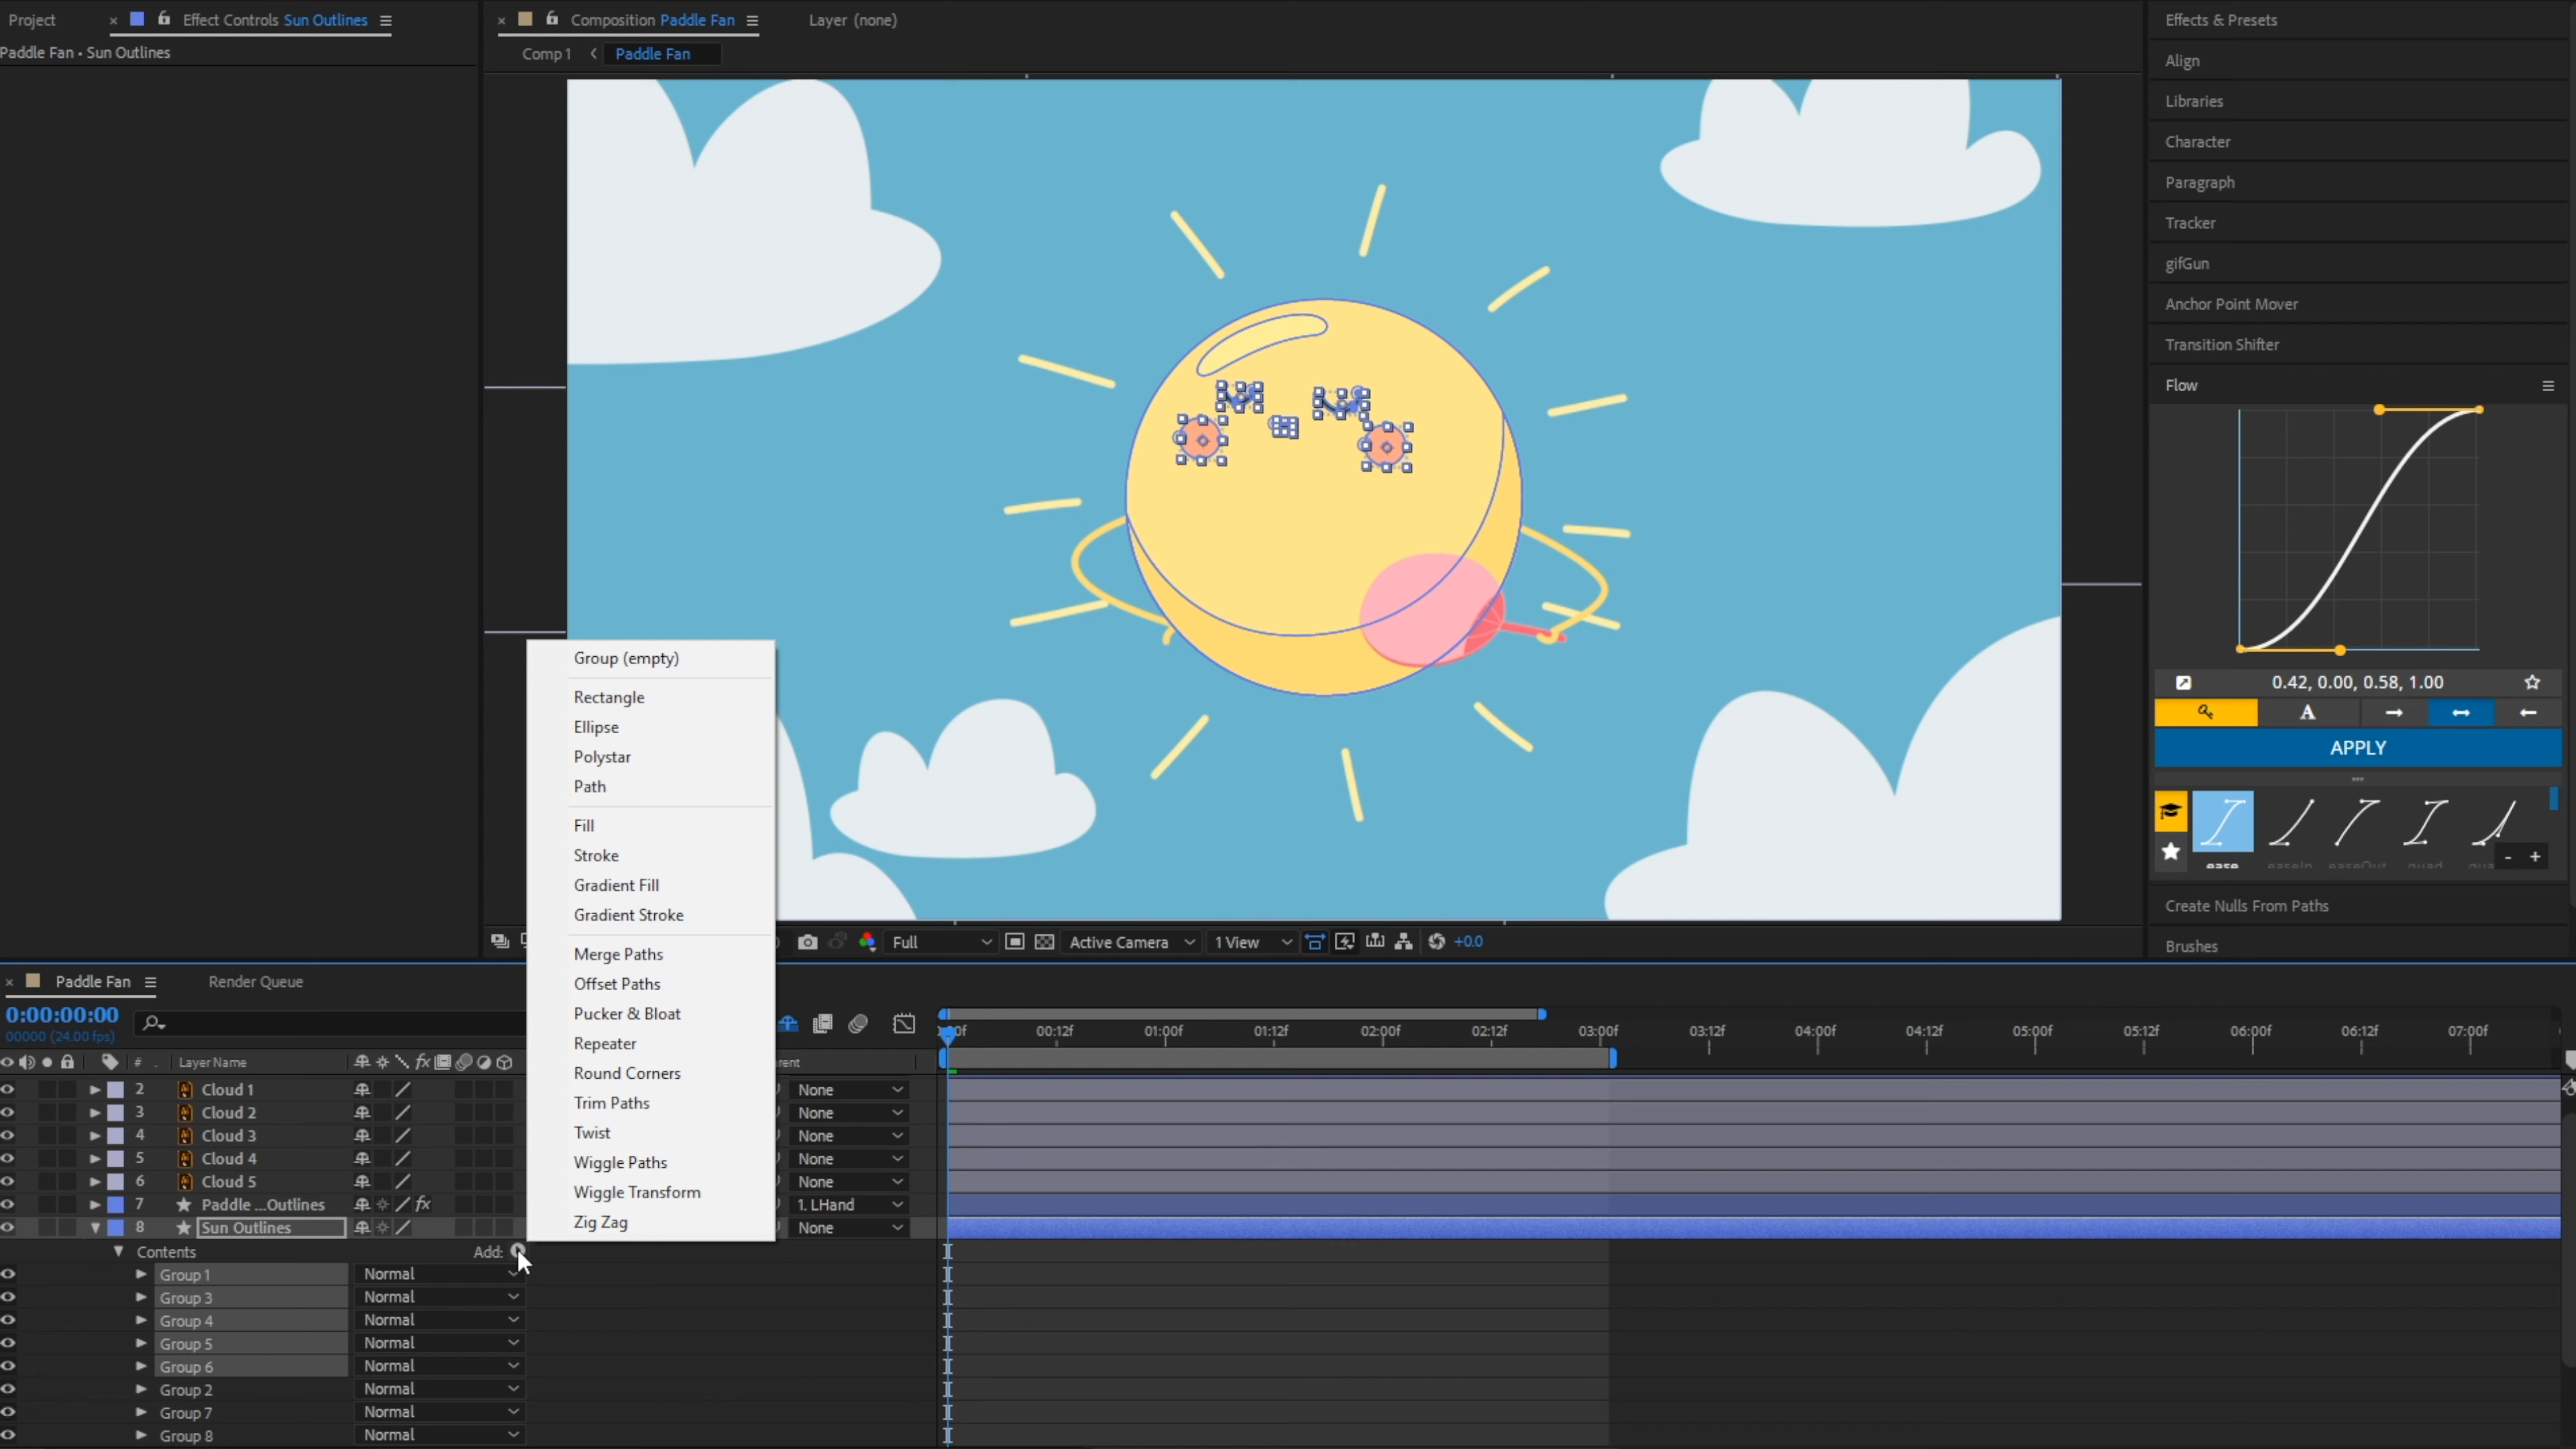 Project
Effect Controls Sun Outlines
Paddle Fan • Sun Outlines
Composition Paddle Fan
Layer (none)
Comp 1
Paddle Fan
Effects & Presets
Align
Libraries
Character
Paragraph
Tracker
gifGun
Anchor Point Mover
Transition Shifter
Flow
0.42, 0.00, 0.58, 1.00
A
APPLY
ease easeIn easeOut quad
Create Nulls From Paths
Brushes
Group (empty)
Rectangle
Ellipse
Polystar
Path
Fill
Stroke
Gradient Fill
Gradient Stroke
Merge Paths
Offset Paths
Pucker & Bloat
Repeater
Round Corners
Trim Paths
Twist
Wiggle Paths
Wiggle Transform
Zig Zag
Full
Active Camera
1 View
+0.0
Paddle Fan
Render Queue
0:00:00:00
00000 (24.00 fps)
00:12f 01:00f 01:12f 02:00f 02:12f 03:00f 03:12f 04:00f 04:12f 05:00f 05:12f 06:00f 06:12f 07:00f
# Layer Name
2 Cloud 1 None
3 Cloud 2 None
4 Cloud 3 None
5 Cloud 4 None
6 Cloud 5 None
7 Paddle ...Outlines fx 1. LHand
8 Sun Outlines None
Contents Add:
Group 1 Normal
Group 3 Normal
Group 4 Normal
Group 5 Normal
Group 6 Normal
Group 2 Normal
Group 7 Normal
Group 8 Normal